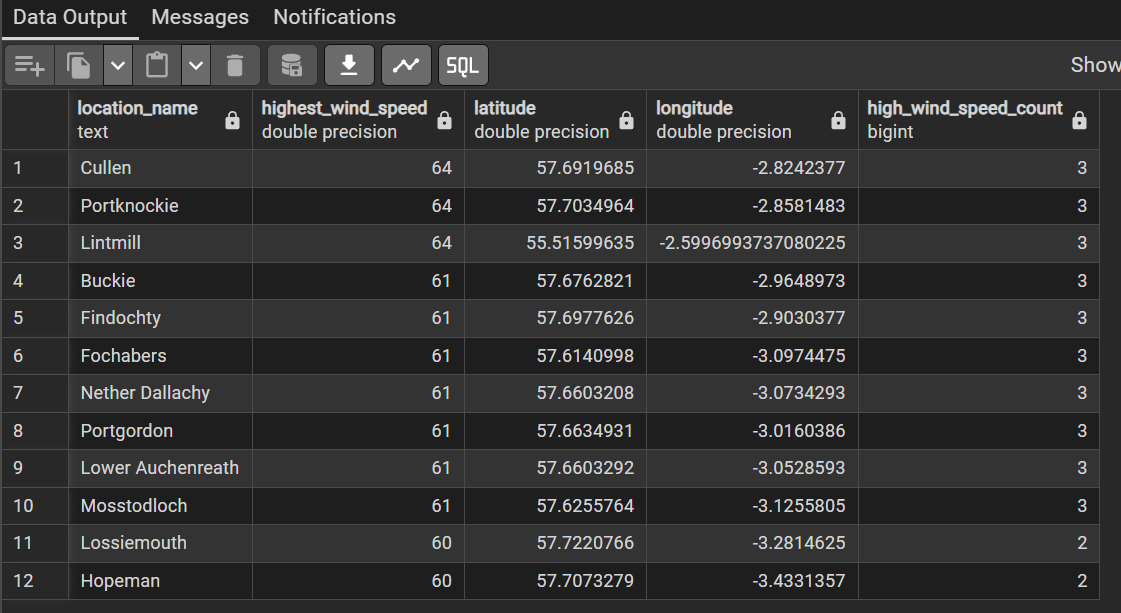 Data Output Messages Notifications
SQL Show
location_name highest_wind_speed latitude longitude high_wind_speed_count
text double precision double precision double precision bigint
1 Cullen 64 57.6919685 -2.8242377 3
2 Portknockie 64 57.7034964 -2.8581483 3
3 Lintmill 64 55.51599635 -2.5996993737080225 3
4 Buckie 61 57.6762821 -2.9648973 3
5 Findochty 61 57.6977626 -2.9030377 3
6 Fochabers 61 57.6140998 -3.0974475 3
7 Nether Dallachy 61 57.6603208 -3.0734293 3
8 Portgordon 61 57.6634931 -3.0160386 3
9 Lower Auchenreath 61 57.6603292 -3.0528593 3
10 Mosstodloch 61 57.6255764 -3.1255805 3
11 Lossiemouth 60 57.7220766 -3.2814625 2
12 Hopeman 60 57.7073279 -3.4331357 2